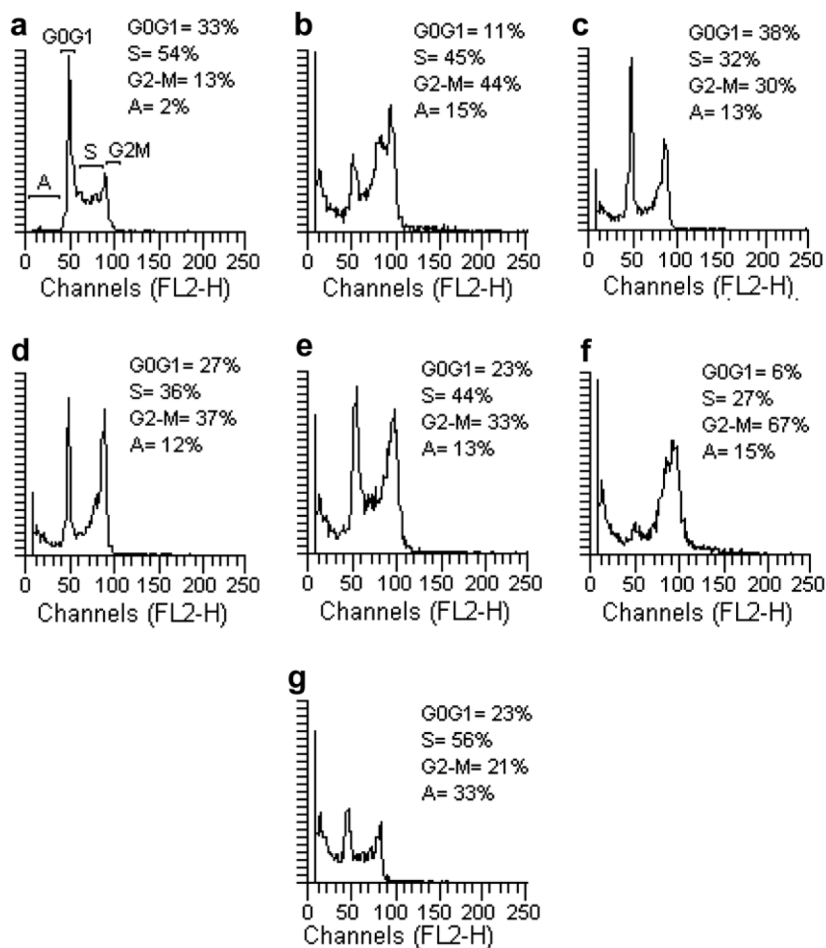 a
G0G1
G0G1= 33%
S= 54%
G2-M= 13%
A= 2%
S
G2M
A
0 50 100 150 200 250
Channels (FL2-H)
b
G0G1= 11%
S= 45%
G2-M= 44%
A= 15%
0 50 100 150 200 250
Channels (FL2-H)
c
G0G1= 38%
S= 32%
G2-M= 30%
A= 13%
0 50 100 150 200 250
Channels (FL2-H)
d
G0G1= 27%
S= 36%
G2-M= 37%
A= 12%
0 50 100 150 200 250
Channels (FL2-H)
e
G0G1= 23%
S= 44%
G2-M= 33%
A= 13%
0 50 100 150 200 250
Channels (FL2-H)
f
G0G1= 6%
S= 27%
G2-M= 67%
A= 15%
0 50 100 150 200 250
Channels (FL2-H)
g
G0G1= 23%
S= 56%
G2-M= 21%
A= 33%
0 50 100 150 200 250
Channels (FL2-H)